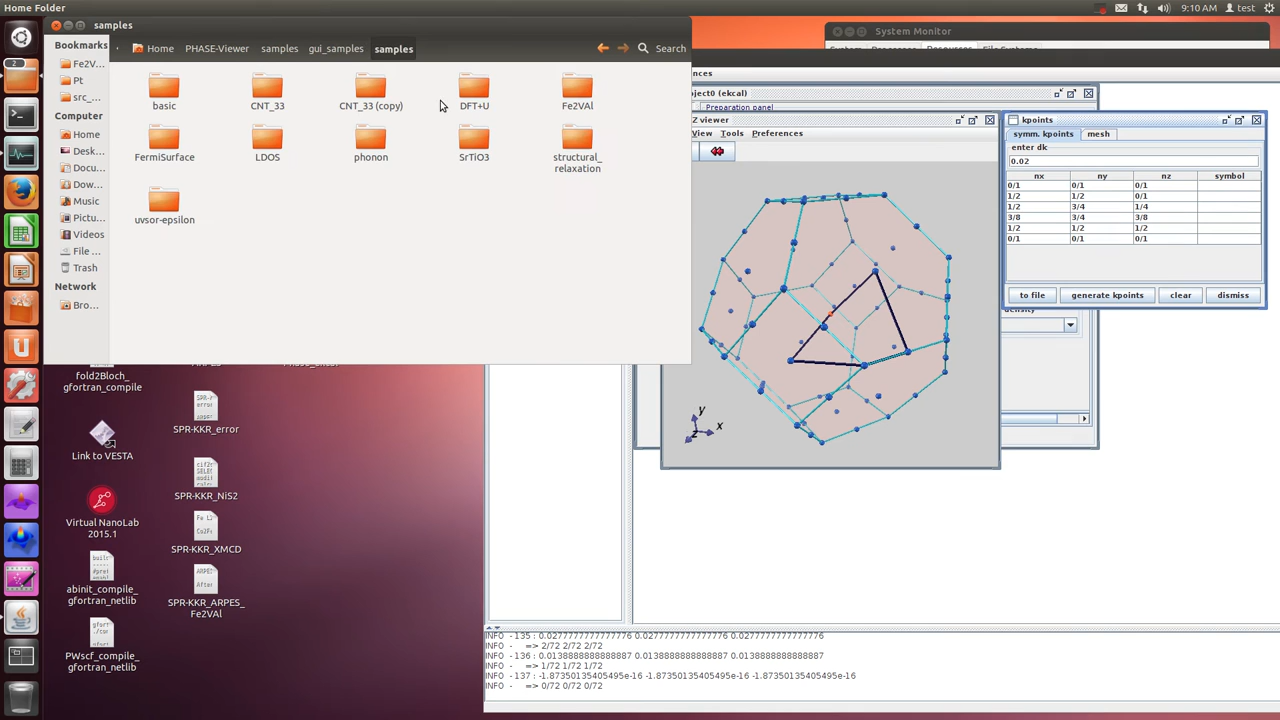 Home Folder
9:10 AM
test
samples
System Monitor
Bookmarks
Fe2V...
Pt
src_...
Computer
Home
Desk...
Docu...
Dow...
Music
Pictu...
Videos
File ...
Trash
Network
Bro...
Home
PHASE-Viewer
samples
gui_samples
samples
Search
basic
CNT_33
CNT_33 (copy)
DFT+U
Fe2VAl
FermiSurface
LDOS
phonon
SrTiO3
structural_
relaxation
uvsor-epsilon
nces
oject0 (ekcal)
Preparation panel
Z viewer
View
Tools
Preferences
y
x
z
kpoints
symm. kpoints
mesh
enter dk
0.02
nx ny nz symbol
0/1 0/1 0/1
1/2 1/2 0/1
1/2 3/4 1/4
3/8 3/4 3/8
1/2 1/2 1/2
0/1 0/1 0/1
to file
generate kpoints
clear
dismiss
density
fold2Bloch_
gfortran_compile
SPR-KKR_error
Link to VESTA
SPR-KKR_NiS2
Virtual NanoLab
2015.1
SPR-KKR_XMCD
abinit_compile_
gfortran_netlib
SPR-KKR_ARPES_
Fe2VAl
PWscf_compile_
gfortran_netlib
INFO - 135 : 0.0277777777777776 0.0277777777777776 0.0277777777777776
INFO - => 2/72 2/72 2/72
INFO - 136 : 0.0138888888888887 0.0138888888888887 0.0138888888888887
INFO - => 1/72 1/72 1/72
INFO - 137 : -1.87350135405495e-16 -1.87350135405495e-16 -1.87350135405495e-16
INFO - => 0/72 0/72 0/72